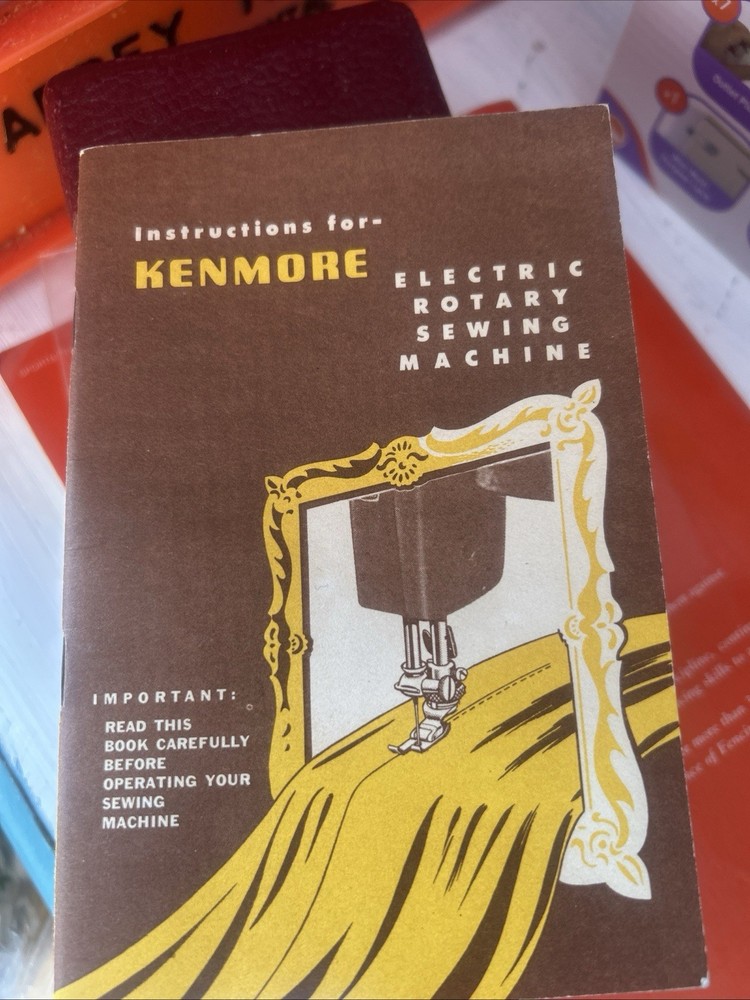 Instructions for-
KENMORE
ELECTRIC
ROTARY
SEWING
MACHINE
IMPORTANT:
READ THIS
BOOK CAREFULLY
BEFORE
OPERATING YOUR
SEWING
MACHINE